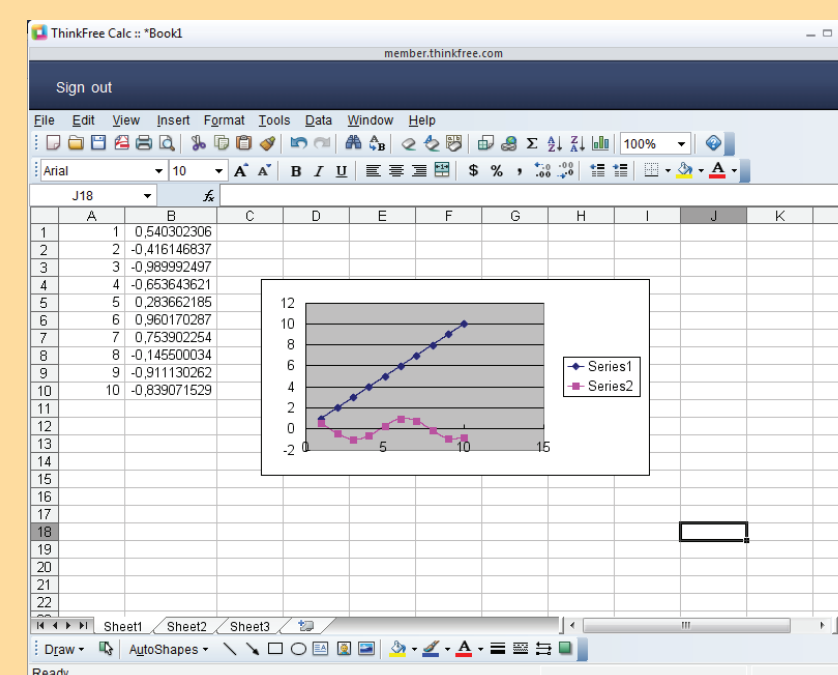 ThinkFree Calc :: *Book1
member.thinkfree.com
Sign out
File Edit View Insert Format Tools Data Window Help
100%
Arial 10 A A B I U $ % ,
J18 fx
A B C D E F G H I J K
1 1 0,540302306
2 2 -0,416146837
3 3 -0,989992497
4 4 -0,653643621
5 5 0,283662185
6 6 0,960170287
7 7 0,753902254
8 8 -0,145500034
9 9 -0,911130262
10 10 -0,839071529
11
12
13
14
15
16
17
18
19
20
21
22
12
10
8
6
4
2
0
-2 0 5 10 15
Series1
Series2
Sheet1 Sheet2 Sheet3
Draw AutoShapes
Ready